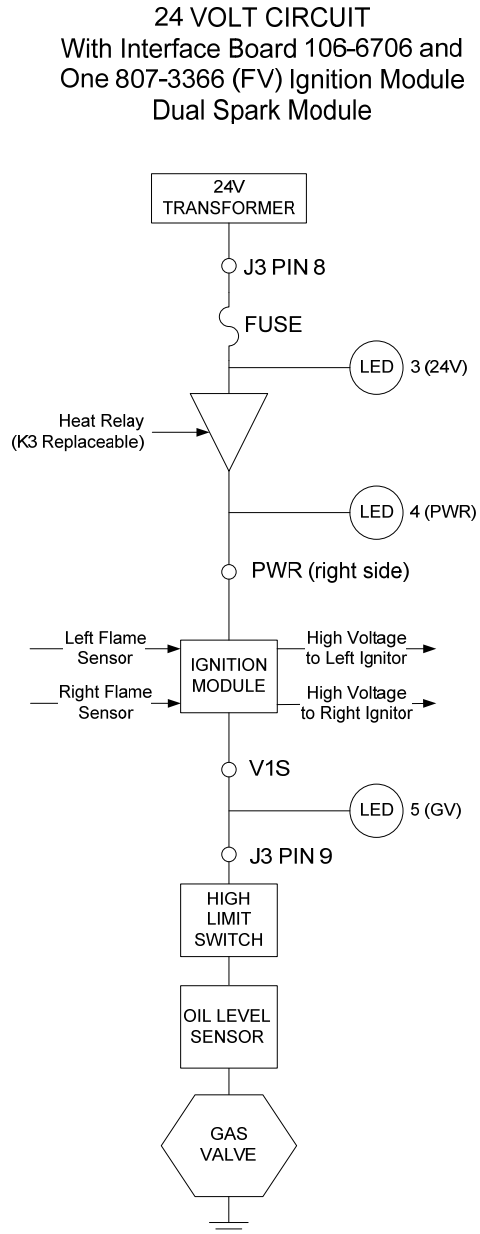 24 VOLT CIRCUIT
With Interface Board 106-6706 and
One 807-3366 (FV) Ignition Module
Dual Spark Module
24V
TRANSFORMER
J3 PIN 8
FUSE
LED 3 (24V)
Heat Relay
(K3 Replaceable)
LED 4 (PWR)
PWR (right side)
Left Flame
Sensor
High Voltage
to Left Ignitor
IGNITION
MODULE
Right Flame
Sensor
High Voltage
to Right Ignitor
V1S
LED 5 (GV)
J3 PIN 9
HIGH
LIMIT
SWITCH
OIL LEVEL
SENSOR
GAS
VALVE